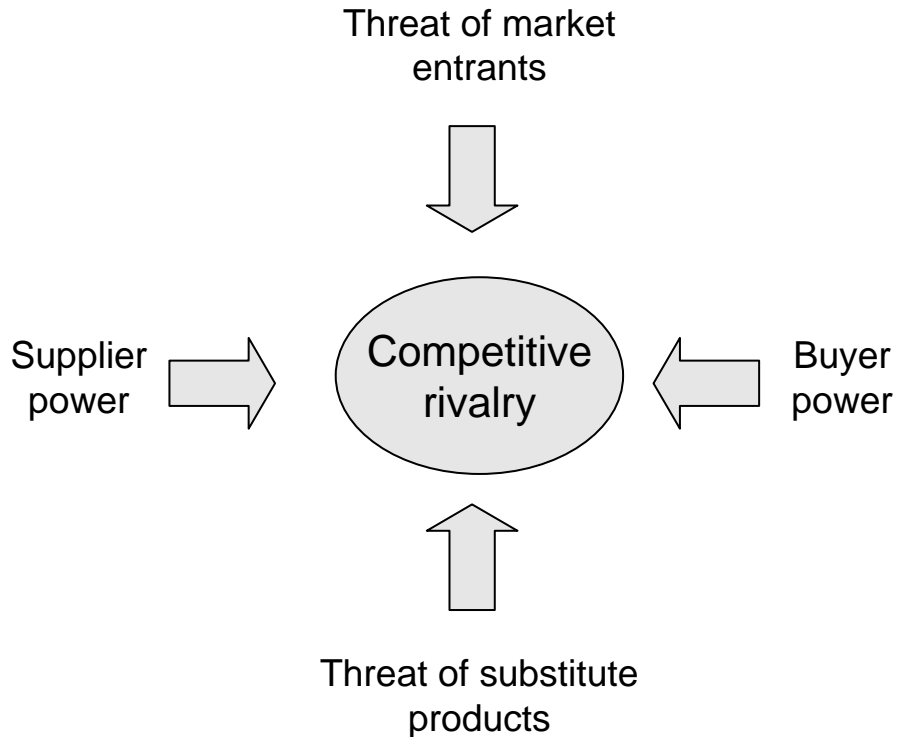 Threat of market
entrants
Supplier
power
Competitive
rivalry
Buyer
power
Threat of substitute
products